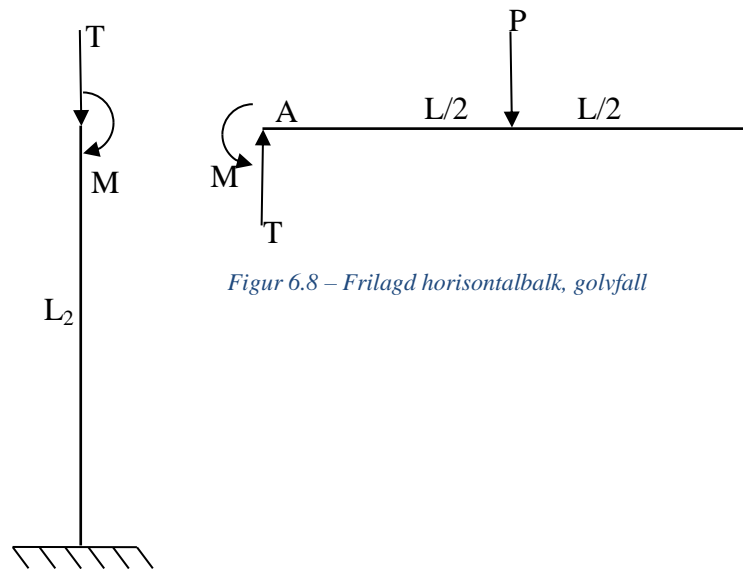 T
M
L₂
P
A
L/2
L/2
M
T
Figur 6.8 – Frilagd horisontalbalk, golvfall